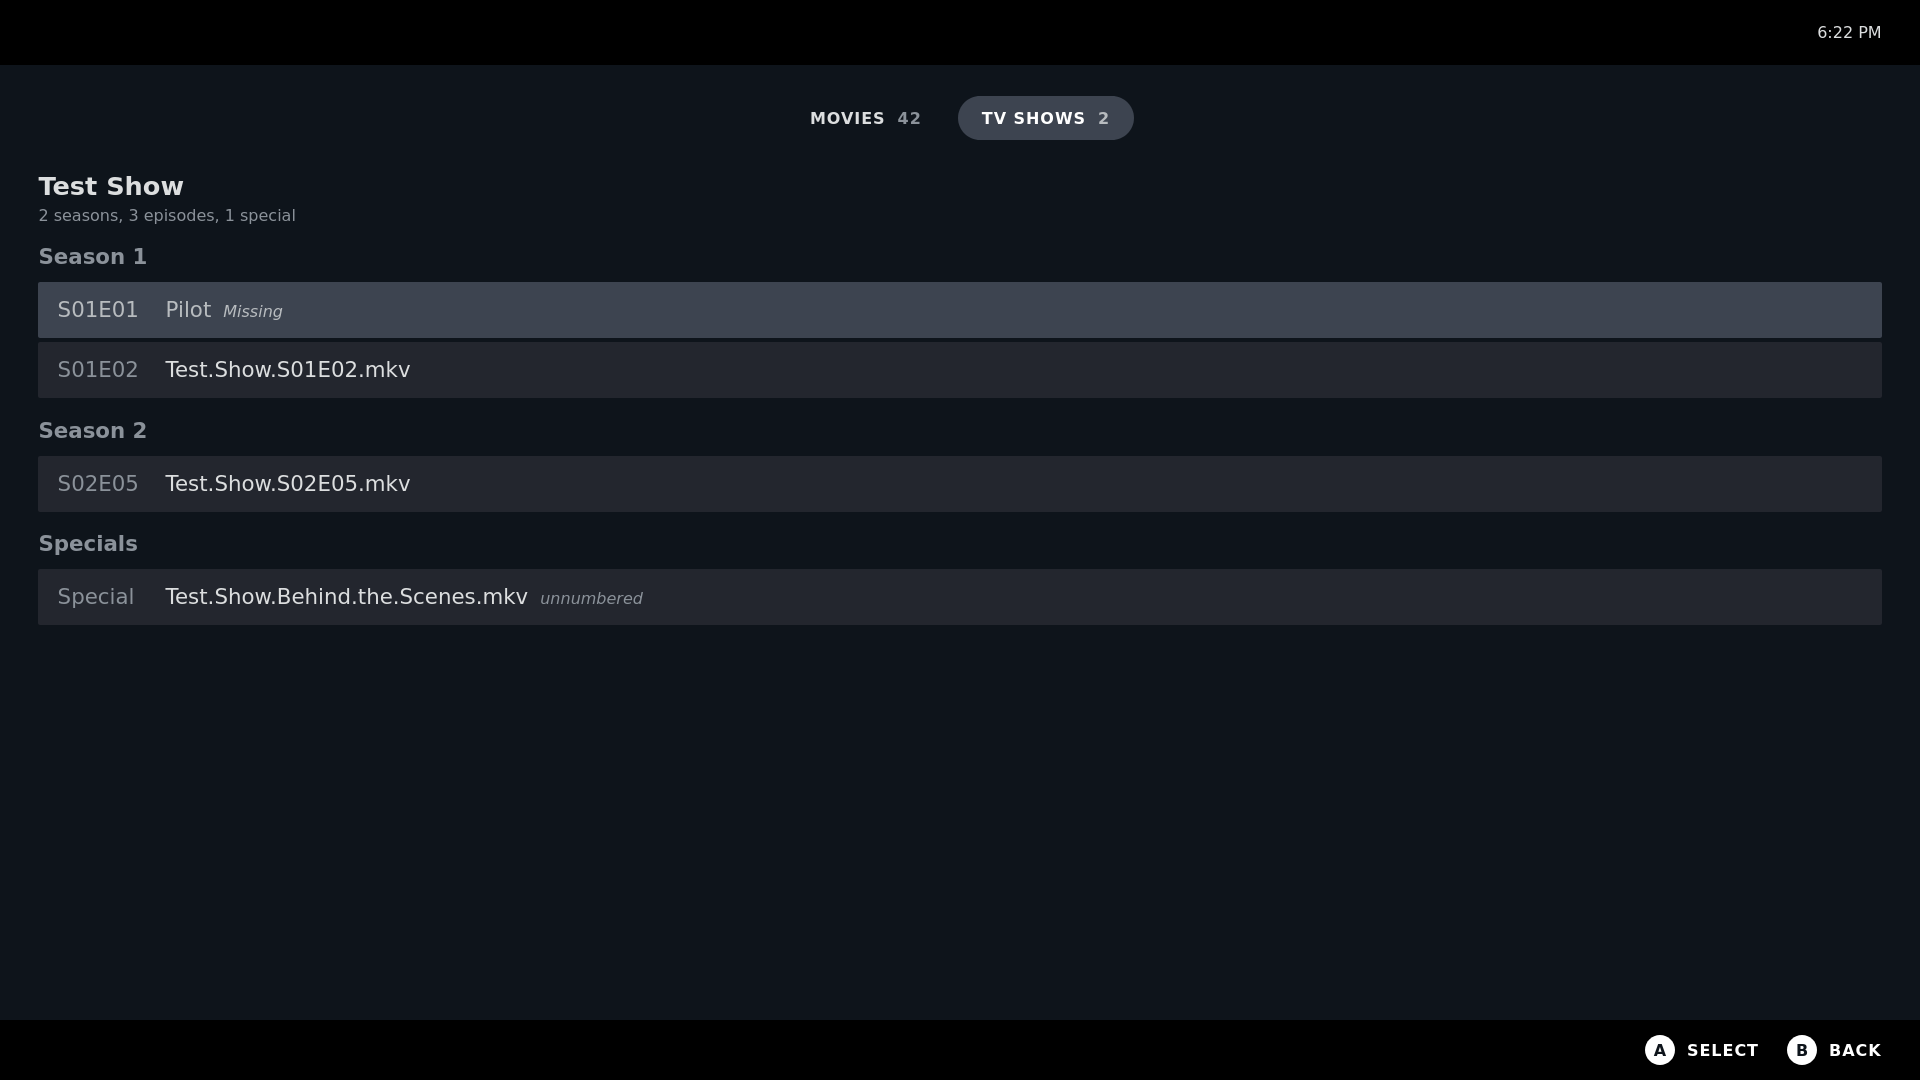 6:22 PM
MOVIES 42 TV SHOWS 2
Test Show
2 seasons, 3 episodes, 1 special
Season 1
S01E01 Pilot Missing
S01E02 Test.Show.S01E02.mkv
Season 2
S02E05 Test.Show.S02E05.mkv
Specials
Special Test.Show.Behind.the.Scenes.mkv unnumbered
A SELECT B BACK